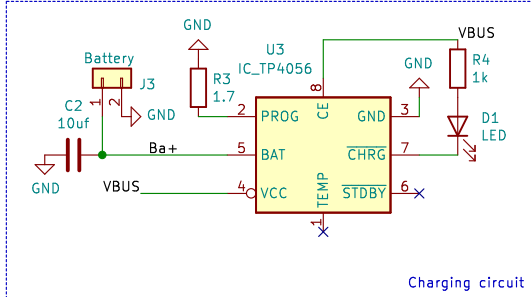 GND
VBUS
U3
IC_TP4056
Battery
J3
GND
R4
1k
R3
1.7
8
CE
1
2
GND
C2
10uf
2
PROG
GND
3
D1
LED
Ba+
5
BAT
CHRG
7
GND
VBUS
4
VCC
TEMP
STDBY
6
1
Charging circuit